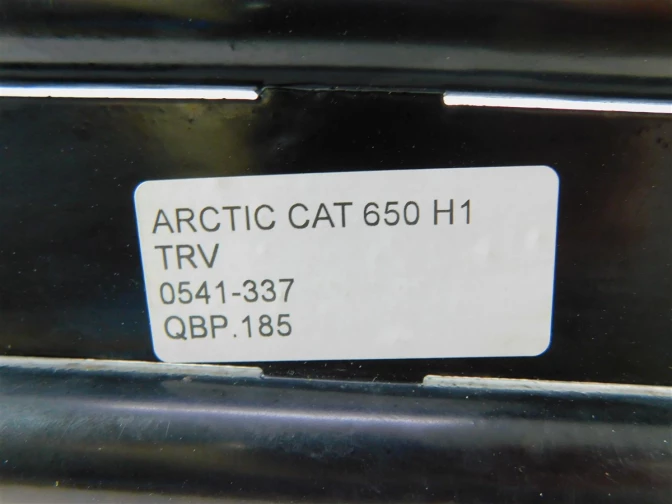 ARCTIC CAT 650 H1
TRV
0541-337
QBP.185